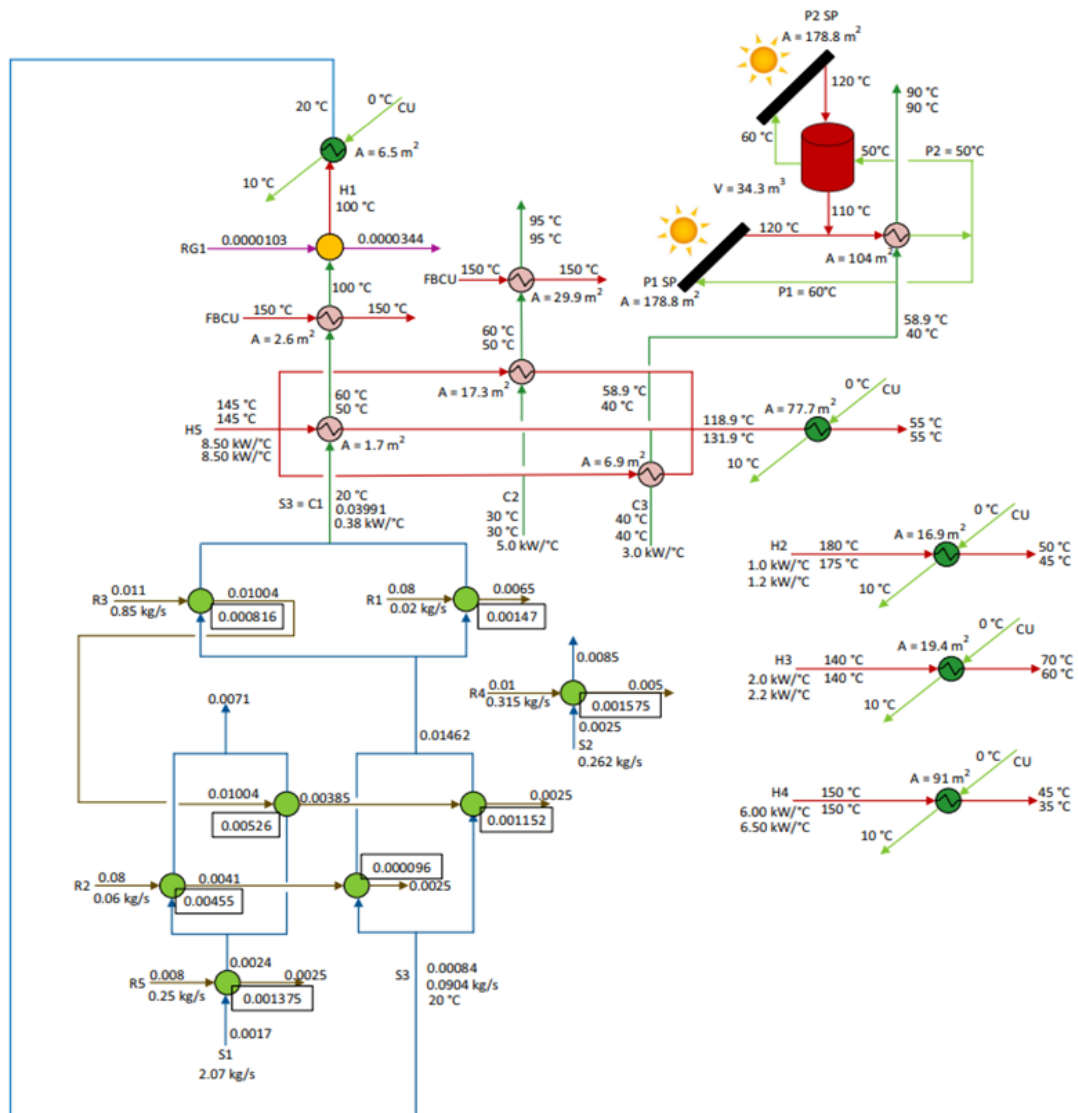 P2 SP
A = 178.8 m²
120 °C
60 °C
90 °C
90 °C
50°C
P2 = 50°C
V = 34.3 m³
110 °C
120 °C
A = 104 m²
P1 SP
A = 178.8 m²
P1 = 60°C
58.9 °C
40 °C
20 °C
0 °C
CU
A = 6.5 m²
10 °C
H1
100 °C
RG1
0.0000103
0.0000344
100 °C
FBCU
150 °C
150 °C
A = 2.6 m²
95 °C
95 °C
FBCU
150 °C
150 °C
A = 29.9 m²
60 °C
50 °C
A = 17.3 m²
60 °C
50 °C
58.9 °C
40 °C
145 °C
145 °C
H5
8.50 kW/°C
8.50 kW/°C
A = 1.7 m²
118.9 °C
131.9 °C
0 °C
CU
A = 77.7 m²
55 °C
55 °C
10 °C
A = 6.9 m²
S3 = C1
20 °C
0.03991
0.38 kW/°C
C2
30 °C
30 °C
5.0 kW/°C
C3
40 °C
40 °C
3.0 kW/°C
0 °C
CU
A = 16.9 m²
H2
180 °C
175 °C
1.0 kW/°C
1.2 kW/°C
50 °C
45 °C
10 °C
R3
0.011
0.85 kg/s
0.01004
0.000816
R1
0.08
0.02 kg/s
0.0065
0.00147
0 °C
CU
A = 19.4 m²
H3
140 °C
140 °C
2.0 kW/°C
2.2 kW/°C
70 °C
60 °C
10 °C
0.0085
R4
0.01
0.315 kg/s
0.005
0.001575
0.0025
S2
0.262 kg/s
0.0071
0.01462
0 °C
CU
A = 91 m²
H4
150 °C
150 °C
6.00 kW/°C
6.50 kW/°C
45 °C
35 °C
10 °C
0.01004
0.00385
0.0025
0.00526
0.001152
0.000096
R2
0.08
0.06 kg/s
0.0041
0.0025
0.00455
0.0024
R5
0.008
0.25 kg/s
0.0025
0.001375
0.0017
S1
2.07 kg/s
S3
0.00084
0.0904 kg/s
20 °C